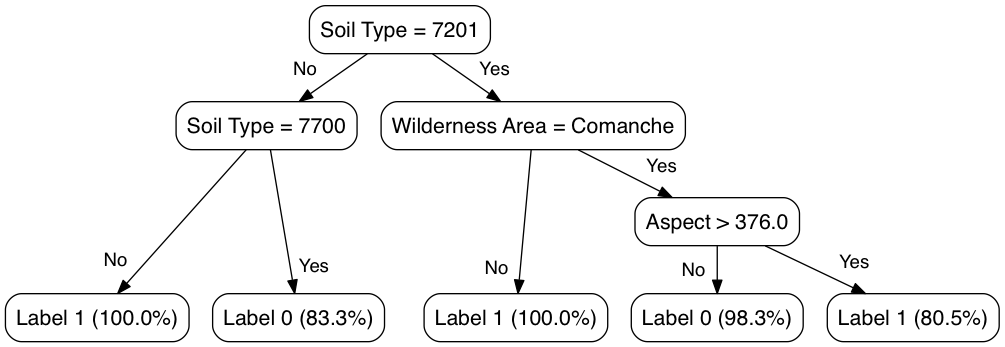 Soil Type = 7201
No
Yes
Soil Type = 7700
Wilderness Area = Comanche
Yes
Aspect > 376.0
No
Yes
No
No
Yes
Label 1 (100.0%)
Label 0 (83.3%)
Label 1 (100.0%)
Label 0 (98.3%)
Label 1 (80.5%)